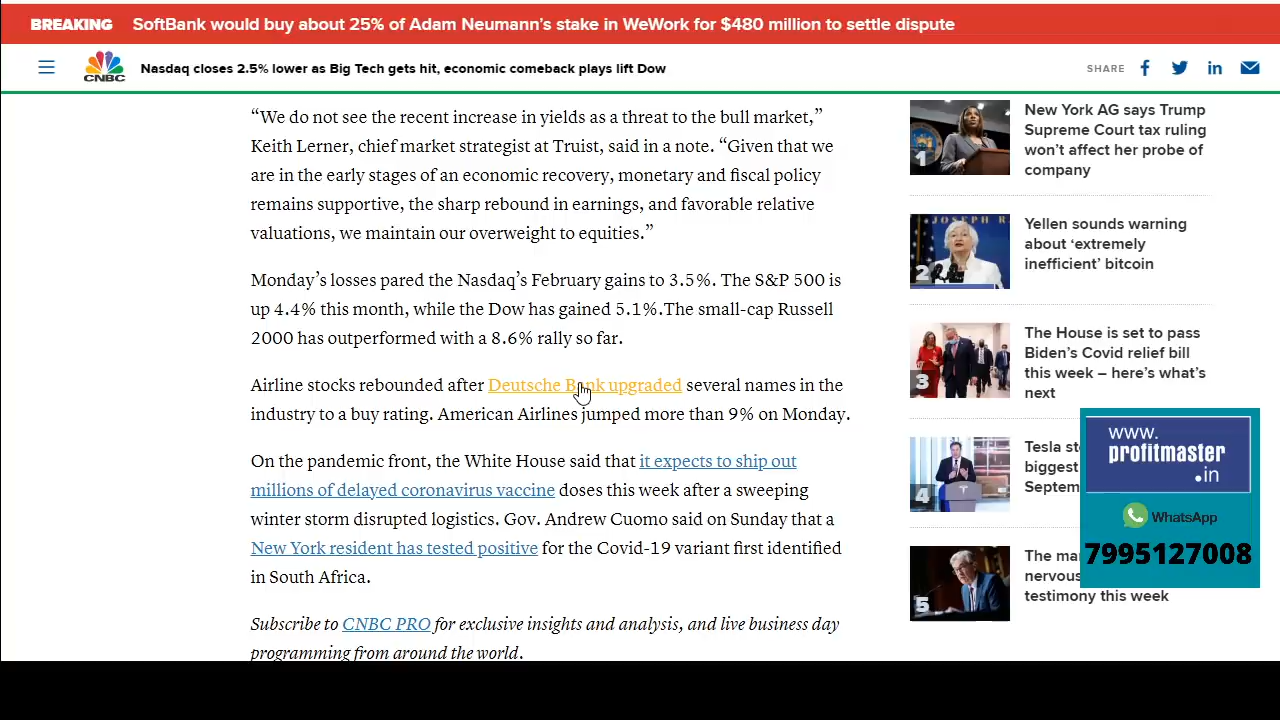 BREAKING SoftBank would buy about 25% of Adam Neumann's stake in WeWork for $480 million to settle dispute
CNBC
Nasdaq closes 2.5% lower as Big Tech gets hit, economic comeback plays lift Dow
SHARE
“We do not see the recent increase in yields as a threat to the bull market,”
Keith Lerner, chief market strategist at Truist, said in a note. “Given that we
are in the early stages of an economic recovery, monetary and fiscal policy
remains supportive, the sharp rebound in earnings, and favorable relative
valuations, we maintain our overweight to equities.”
Monday’s losses pared the Nasdaq’s February gains to 3.5%. The S&P 500 is
up 4.4% this month, while the Dow has gained 5.1%.The small-cap Russell
2000 has outperformed with a 8.6% rally so far.
Airline stocks rebounded after Deutsche Bank upgraded several names in the
industry to a buy rating. American Airlines jumped more than 9% on Monday.
On the pandemic front, the White House said that it expects to ship out
millions of delayed coronavirus vaccine doses this week after a sweeping
winter storm disrupted logistics. Gov. Andrew Cuomo said on Sunday that a
New York resident has tested positive for the Covid-19 variant first identified
in South Africa.
Subscribe to CNBC PRO for exclusive insights and analysis, and live business day
programming from around the world.
1
New York AG says Trump
Supreme Court tax ruling
won’t affect her probe of
company
JOSEPH R
2
Yellen sounds warning
about ‘extremely
inefficient’ bitcoin
3
The House is set to pass
Biden’s Covid relief bill
this week – here’s what’s
next
4
Tesla
biggest
Septem
5
The
nervous
testimony this week
www.
profitmaster
.in
WhatsApp
7995127008